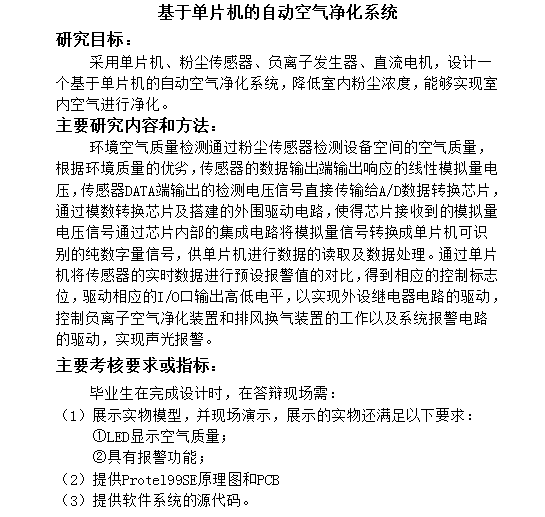 基于单片机的自动空气净化系统
研究目标：
采用单片机、粉尘传感器、负离子发生器、直流电机，设计一
个基于单片机的自动空气净化系统，降低室内粉尘浓度，能够实现室
内空气进行净化。
主要研究内容和方法：
环境空气质量检测通过粉尘传感器检测设备空间的空气质量，
根据环境质量的优劣，传感器的数据输出端输出响应的线性模拟量电
压，传感器DATA端输出的检测电压信号直接传输给A/D数据转换芯片，
通过模数转换芯片及搭建的外围驱动电路，使得芯片接收到的模拟量
电压信号通过芯片内部的集成电路将模拟量信号转换成单片机可识
别的纯数字量信号，供单片机进行数据的读取及数据处理。通过单片
机将传感器的实时数据进行预设报警值的对比，得到相应的控制标志
位，驱动相应的I/O口输出高低电平，以实现外设继电器电路的驱动，
控制负离子空气净化装置和排风换气装置的工作以及系统报警电路
的驱动，实现声光报警。
主要考核要求或指标：
毕业生在完成设计时，在答辩现场需：
（1）展示实物模型，并现场演示，展示的实物还满足以下要求：
①LED显示空气质量；
②具有报警功能；
（2）提供Protel99SE原理图和PCB
（3）提供软件系统的源代码。